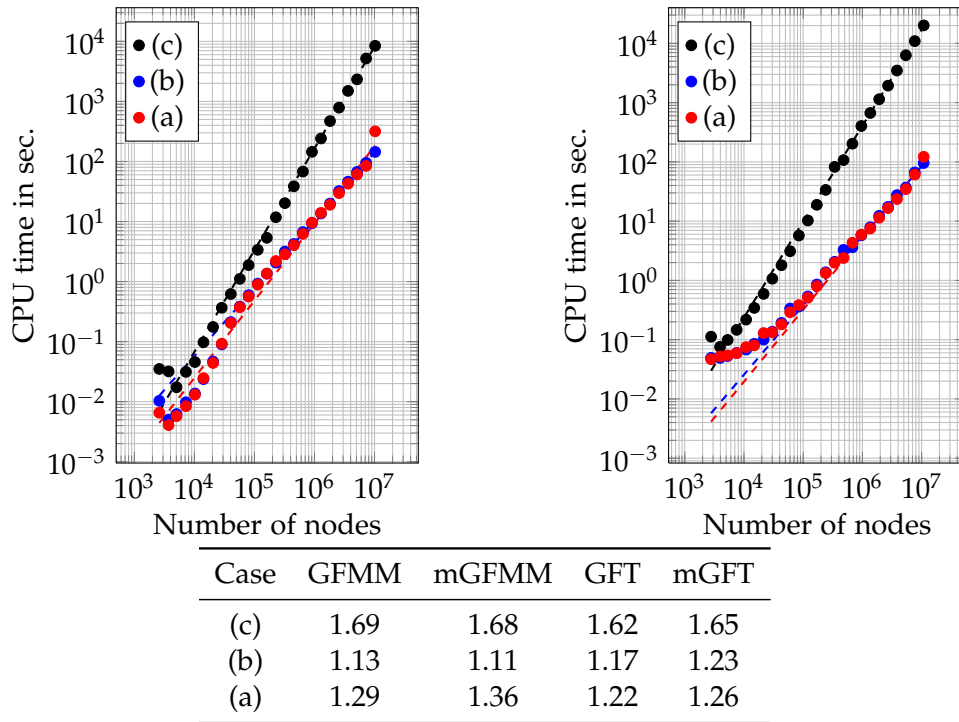 10^4
10^3
10^2
10^1
10^0
10^{-1}
10^{-2}
10^{-3}
CPU time in sec.
(c)
(b)
(a)
10^3 10^4 10^5 10^6 10^7
Number of nodes
10^4
10^3
10^2
10^1
10^0
10^{-1}
10^{-2}
10^{-3}
CPU time in sec.
(c)
(b)
(a)
10^3 10^4 10^5 10^6 10^7
Number of nodes
Case GFMM mGFMM GFT mGFT
(c) 1.69 1.68 1.62 1.65
(b) 1.13 1.11 1.17 1.23
(a) 1.29 1.36 1.22 1.26